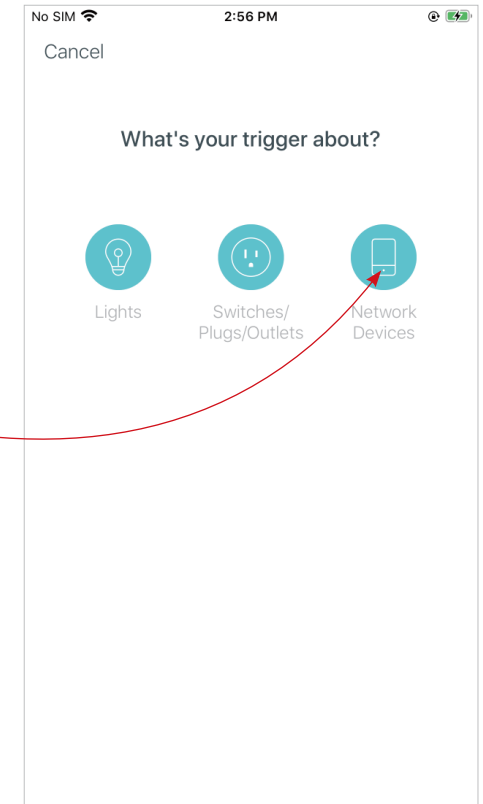 No SIM 2:56 PM
Cancel
What's your trigger about?
Lights
Switches/
Plugs/Outlets
Network
Devices